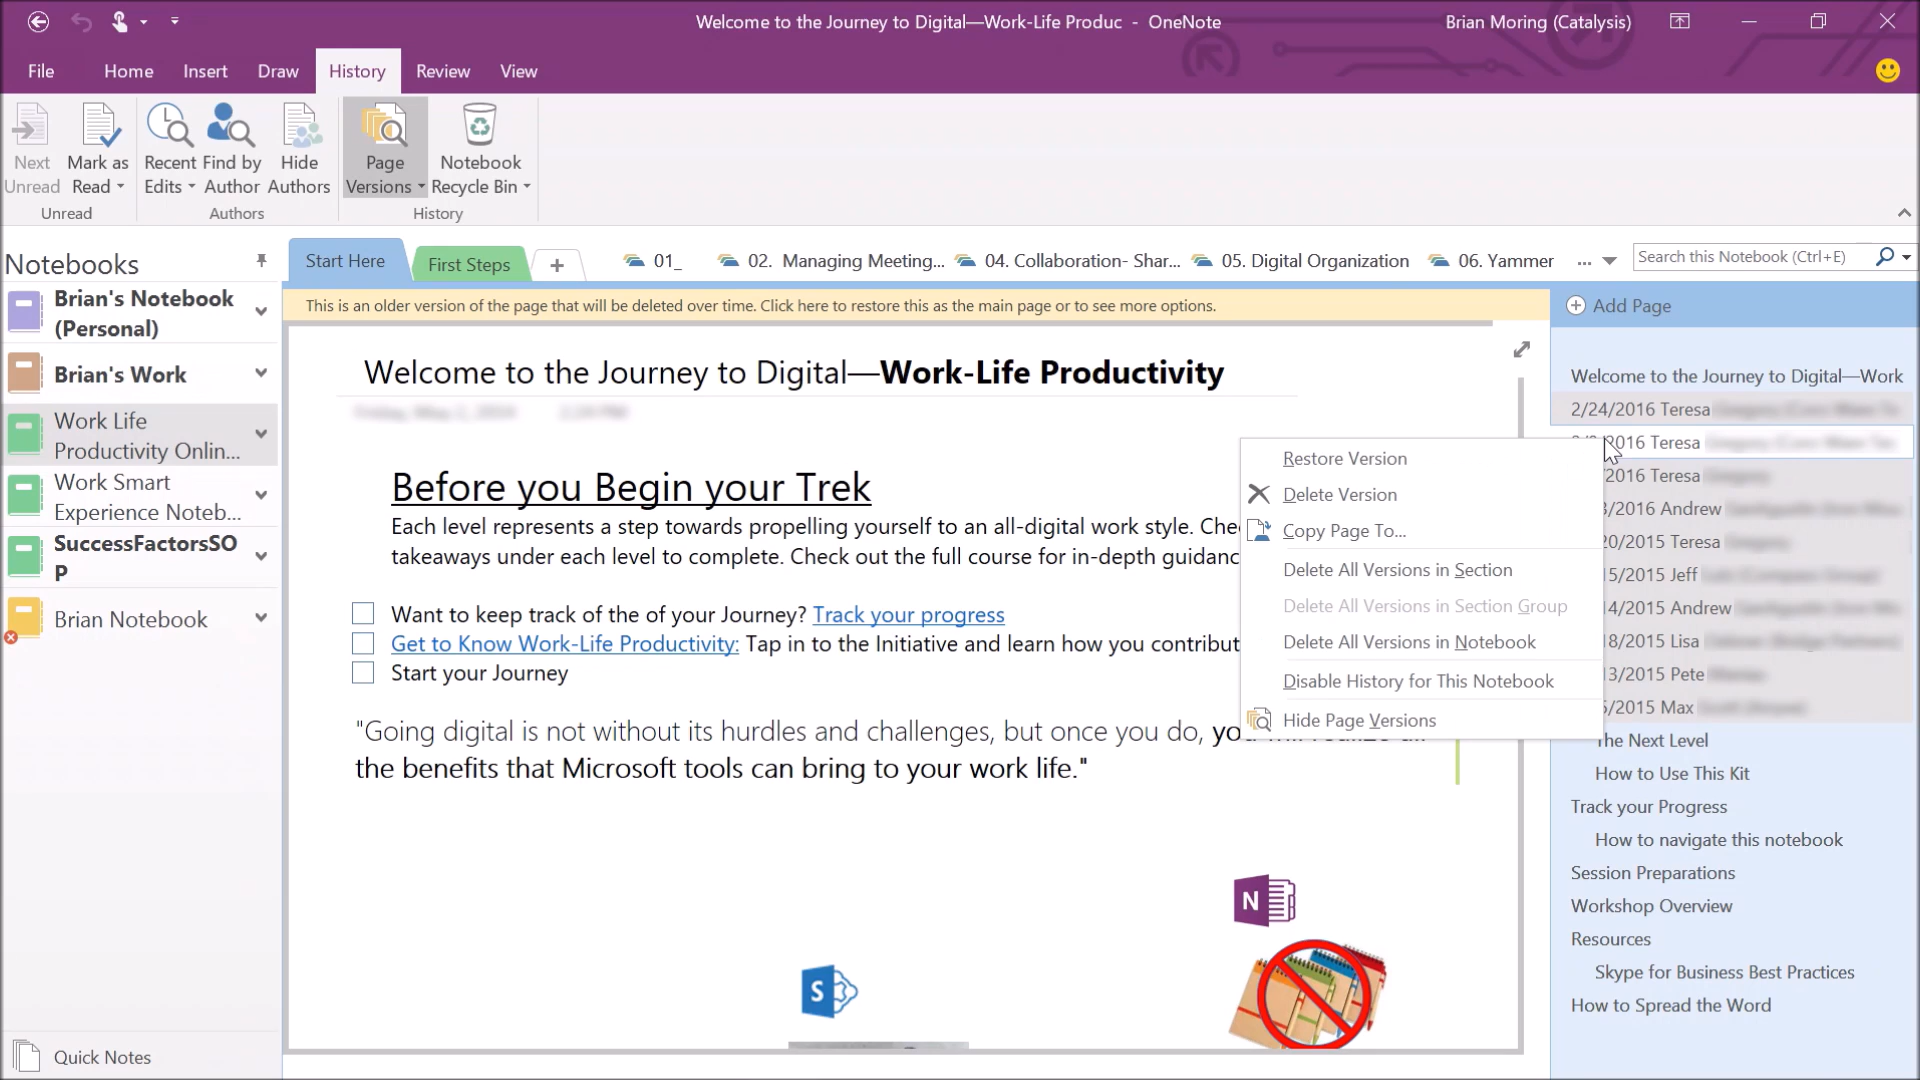 Welcome to the Journey to Digital—Work-Life Produc - OneNote
Brian Moring (Catalysis)
File
Home
Insert
Draw
History
Review
View
Next
Unread
Mark as
Read
Unread
Recent
Edits
Find by
Author
Hide
Authors
Authors
Page
Versions
Notebook
Recycle Bin
History
Notebooks
Brian's Notebook
(Personal)
Brian's Work
Work Life
Productivity Onlin...
Work Smart
Experience Noteb...
SuccessFactorsSO
P
Brian Notebook
Quick Notes
Start Here
First Steps
01_
02. Managing Meeting...
04. Collaboration- Shar...
05. Digital Organization
06. Yammer
...
Search this Notebook (Ctrl+E)
This is an older version of the page that will be deleted over time. Click here to restore this as the main page or to see more options.
Welcome to the Journey to Digital—Work-Life Productivity
Before you Begin your Trek
Each level represents a step towards propelling yourself to an all-digital work style.
takeaways under each level to complete. Check out the full course for in-depth guidanc
Want to keep track of the of your Journey? Track your progress
Get to Know Work-Life Productivity: Tap in to the Initiative and learn how you contribut
Start your Journey
"Going digital is not without its hurdles and challenges, but once you do,
the benefits that Microsoft tools can bring to your work life."
N
S
Restore Version
Delete Version
Copy Page To...
Delete All Versions in Section
Delete All Versions in Section Group
Delete All Versions in Notebook
Disable History for This Notebook
Hide Page Versions
Add Page
Welcome to the Journey to Digital—Work
2/24/2016 Teresa
2016 Teresa
/2016 Teresa
3/2016 Andrew
20/2015 Teresa
15/2015 Jeff
14/2015 Andrew
18/2015 Lisa
13/2015 Pete
5/2015 Max
The Next Level
How to Use This Kit
Track your Progress
How to navigate this notebook
Session Preparations
Workshop Overview
Resources
Skype for Business Best Practices
How to Spread the Word